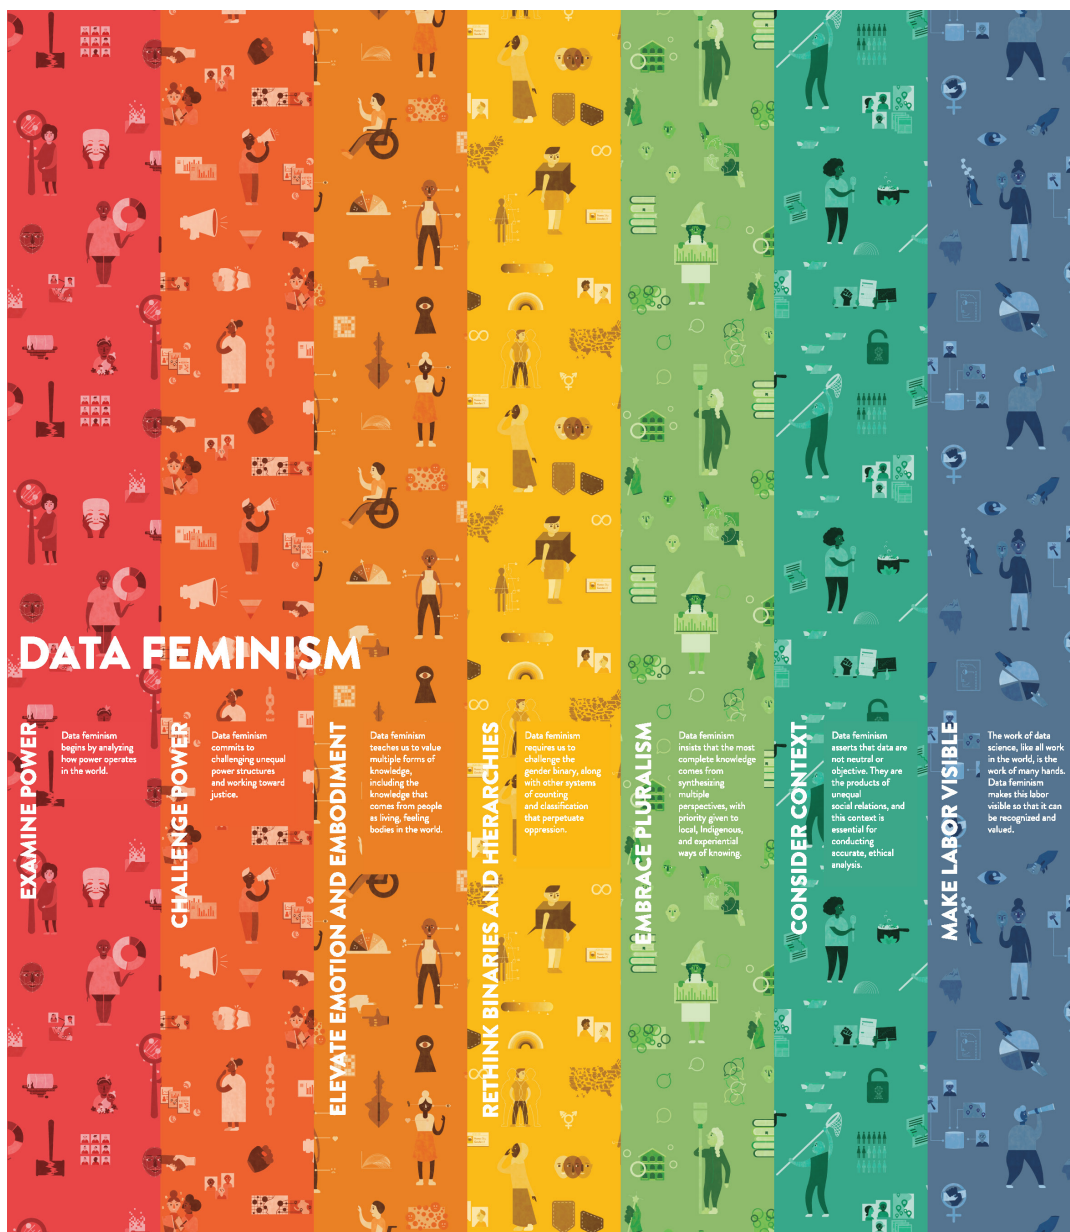 DATA FEMINISM
EXAMINE POWER
Data feminism
begins by analyzing
how power operates
in the world.
CHALLENGE POWER
Data feminism
commits to
challenging unequal
power structures
and working toward
justice.
ELEVATE EMOTION AND EMBODIMENT
Data feminism
teaches us to value
multiple forms of
knowledge,
including the
knowledge that
comes from people
as living, feeling
bodies in the world.
RETHINK BINARIES AND HIERARCHIES
Data feminism
requires us to
challenge the
gender binary, along
with other systems
of counting
and classification
that perpetuate
oppression.
EMBRACE PLURALISM
Data feminism
insists that the most
complete knowledge
comes from
synthesizing
multiple
perspectives, with
priority given to
local, Indigenous,
and experiential
ways of knowing.
CONSIDER CONTEXT
Data feminism
asserts that data are
not neutral or
objective. They are
the products of
unequal
social relations, and
this context is
essential for
conducting
accurate, ethical
analysis.
MAKE LABOR VISIBLE
The work of data
science, like all work
in the world, is the
work of many hands.
Data feminism
makes this labor
visible so that it can
be recognized and
valued.